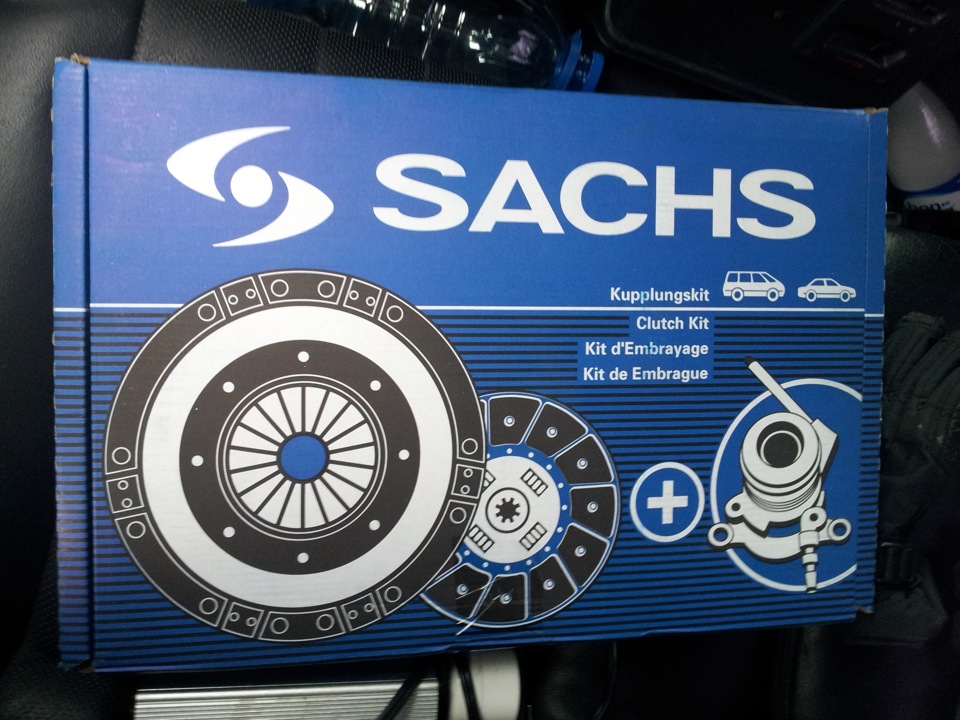 SACHS
Kupplungskit
Clutch Kit
Kit d'Embrayage
Kit de Embrague